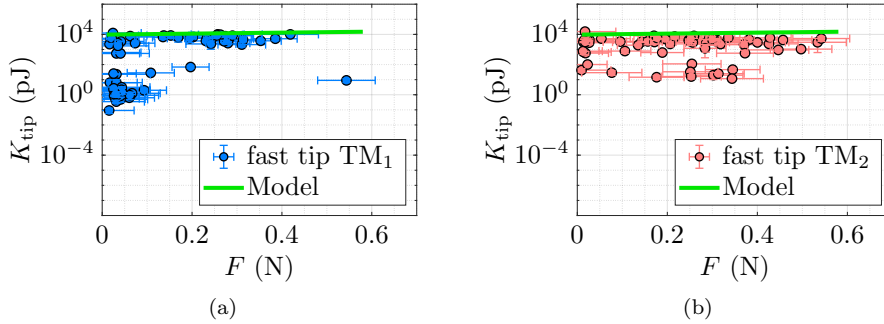 10^4
10^0
10^-4
K_tip (pJ)
fast tip TM_1
Model
0 0.2 0.4 0.6
F (N)
(a)
10^4
10^0
10^-4
K_tip (pJ)
fast tip TM_2
Model
0 0.2 0.4 0.6
F (N)
(b)